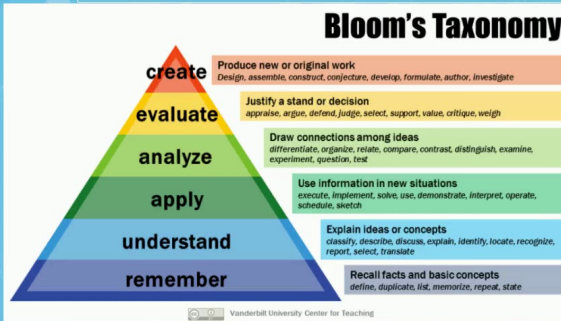 Bloom's Taxonomy
create
Produce new or original work
Design, assemble, construct, conjecture, develop, formulate, author, investigate
evaluate
Justify a stand or decision
appraise, argue, defend, judge, select, support, value, critique, weigh
analyze
Draw connections among ideas
differentiate, organize, relate, compare, contrast, distinguish, examine,
experiment, question, test
apply
Use information in new situations
execute, implement, solve, use, demonstrate, interpret, operate,
schedule, sketch
understand
Explain ideas or concepts
classify, describe, discuss, explain, identify, locate, recognize,
report, select, translate
remember
Recall facts and basic concepts
define, duplicate, list, memorize, repeat, state
Vanderbilt University Center for Teaching